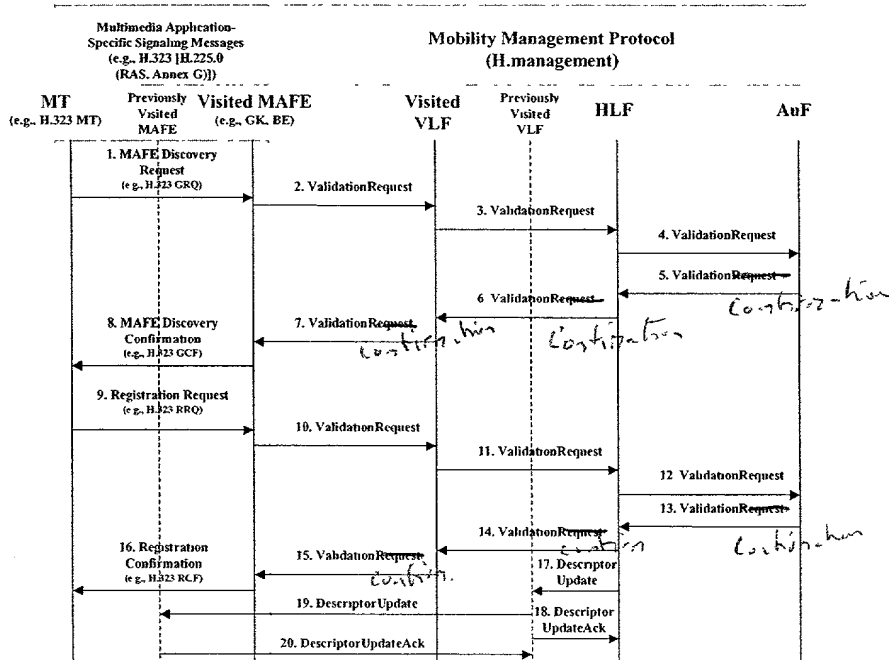 Multimedia Application-
Specific Signaling Messages
(e.g., H.323 [H.225.0
(RAS, Annex G)])
Mobility Management Protocol
(H.management)
MT
(e.g., H.323 MT)
Previously
Visited
MAFE
Visited MAFE
(e.g., GK, BE)
Visited
VLF
Previously
Visited
VLF
HLF
AuF
1. MAFE Discovery
Request
(e g., H.323 GRQ)
2. ValidationRequest
3. ValidationRequest
4. ValidationRequest
5. ValidationRequest
Confirmation
6 ValidationRequest
Confirmation
7. ValidationRequest
Confirmation
8. MAFE Discovery
Confirmation
(e.g., H.323 GCF)
9. Registration Request
(e g., H.323 RRQ)
10. ValidationRequest
11. ValidationRequest
12 ValidationRequest
13. ValidationRequest
Confirmation
14. ValidationRequest
15. ValidationRequest
Confirm.
16. Registration
Confirmation
(e g., H.323 RCF)
17. Descriptor
Update
18. Descriptor
UpdateAck
19. DescriptorUpdate
20. DescriptorUpdateAck